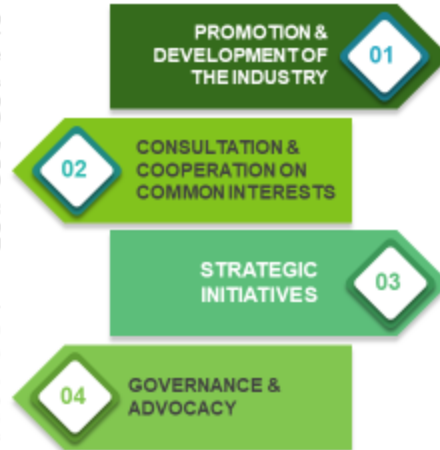 PROMOTION &
DEVELOPMENT OF
THE INDUSTRY
01
02
CONSULTATION &
COOPERATION ON
COMMON INTERESTS
STRATEGIC
INITIATIVES
03
04
GOVERNANCE &
ADVOCACY